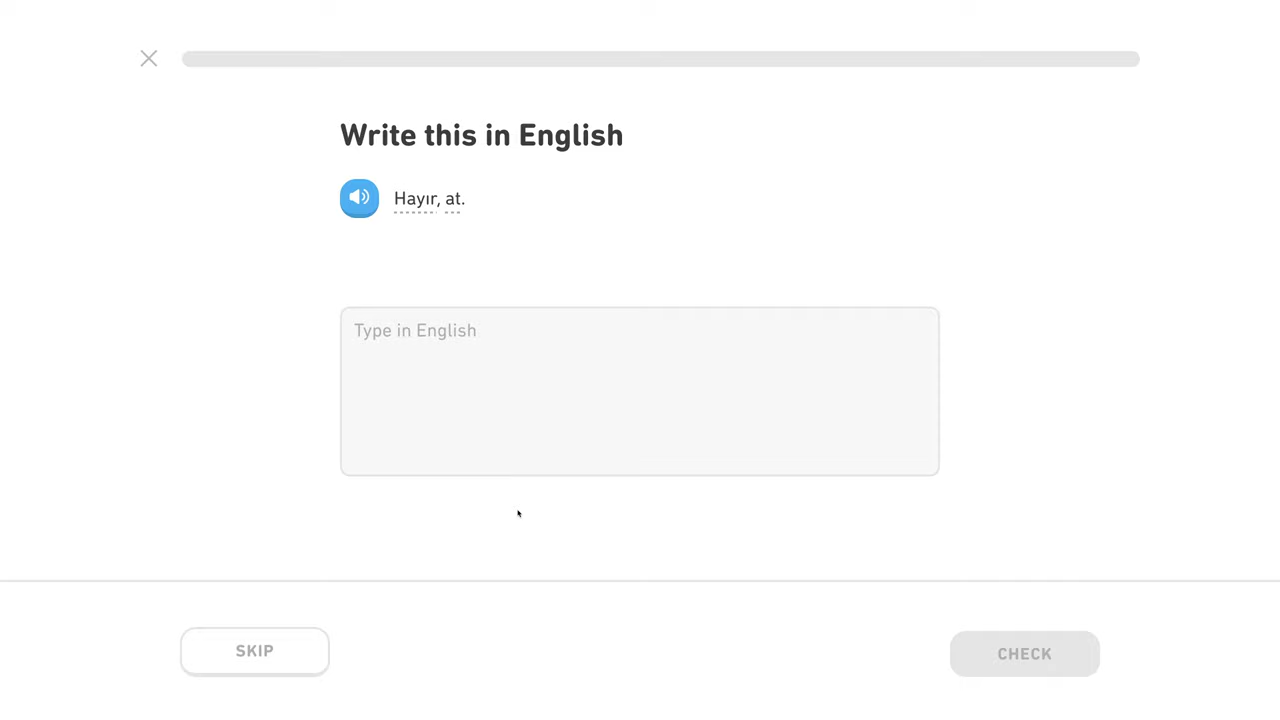 Write this in English
Hayır, at.
Type in English
SKIP
CHECK